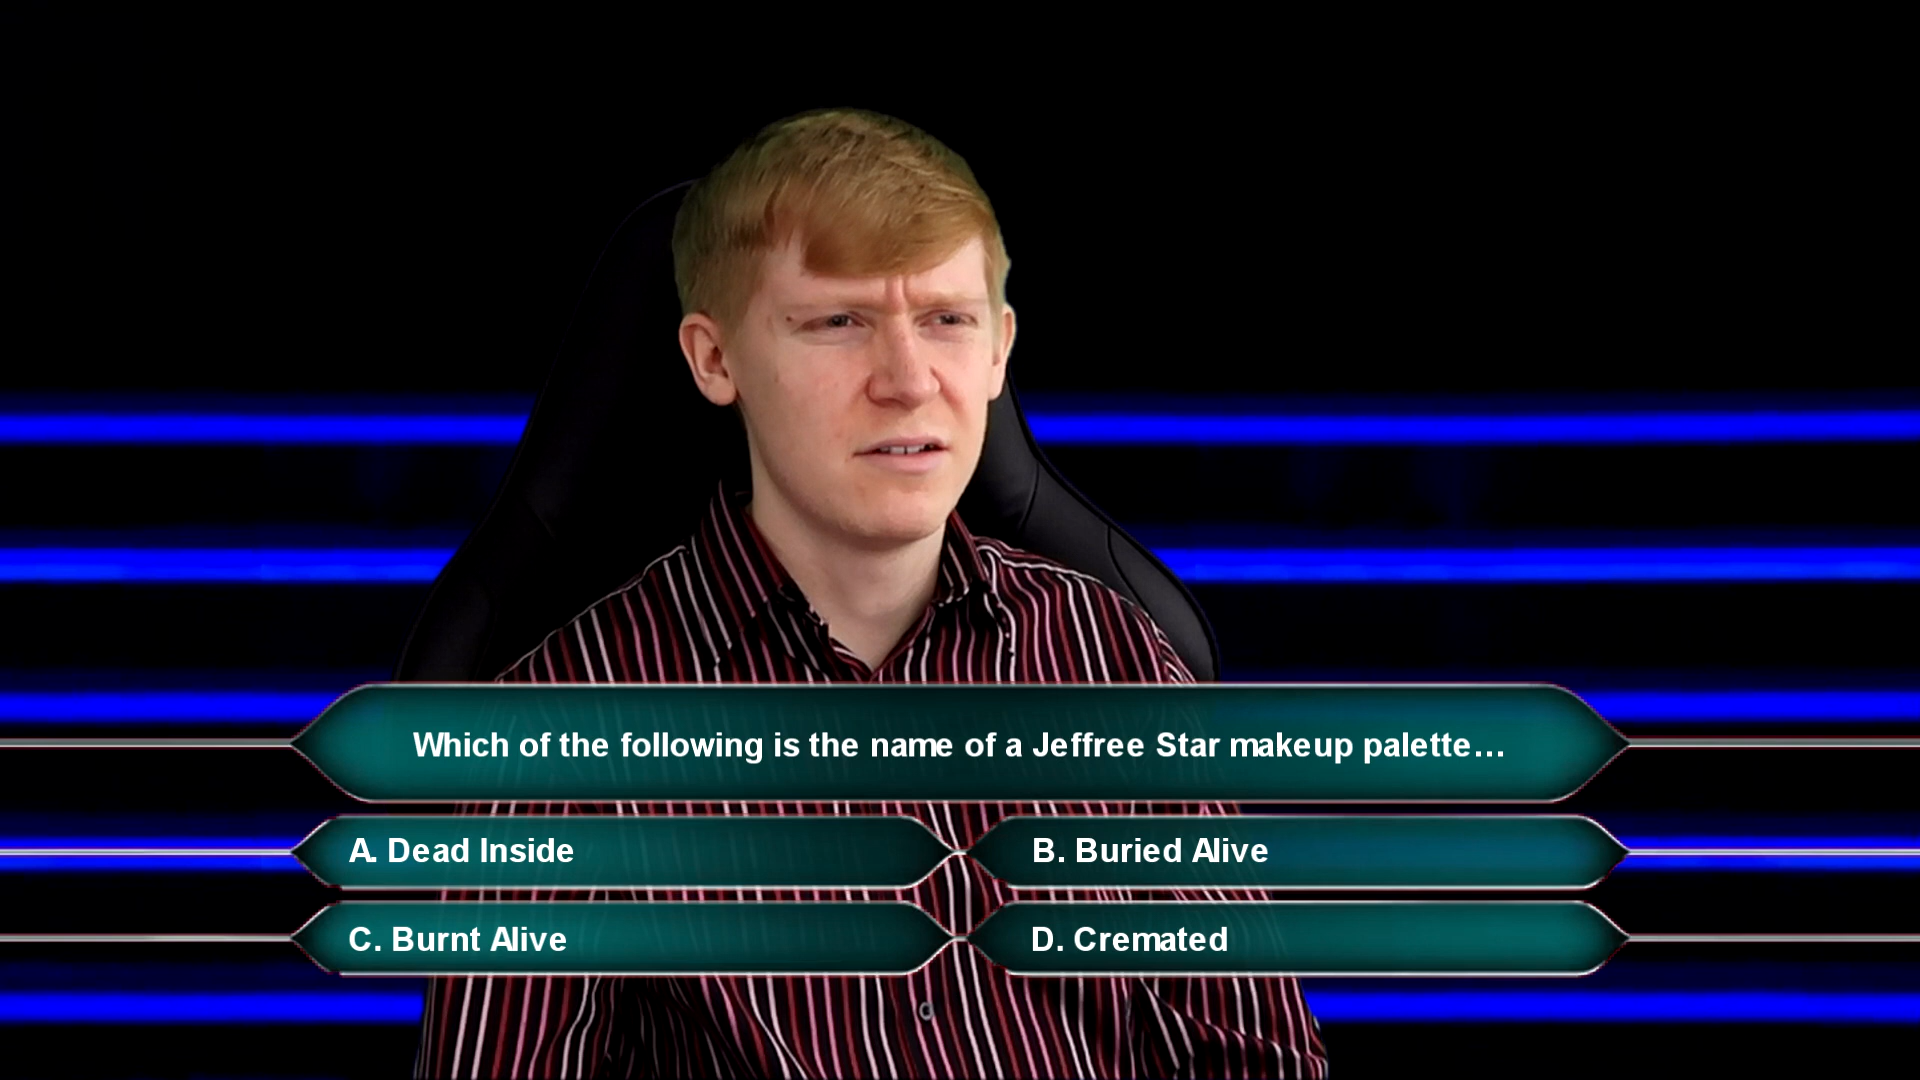 Which of the following is the name of a Jeffree Star makeup palette…
A. Dead Inside
B. Buried Alive
C. Burnt Alive
D. Cremated